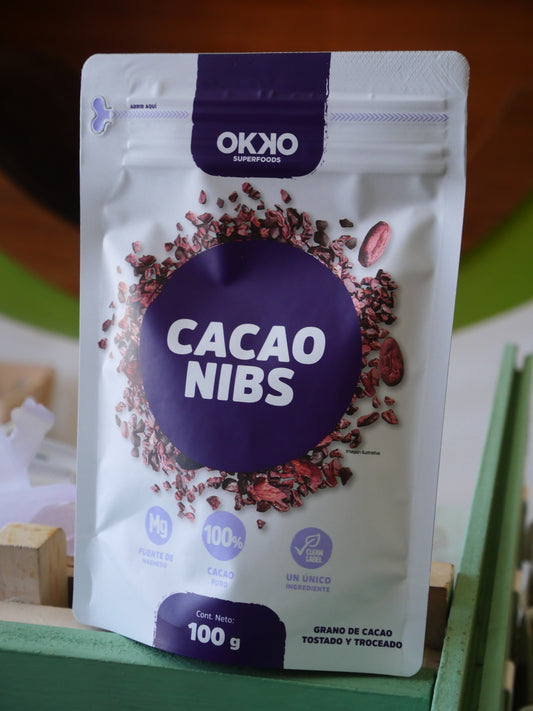 ABRIR AQUÍ
OKKO
SUPERFOODS
CACAO
NIBS
Imagen ilustrativa
Mg
100%
CLEAN
LABEL
FUENTE DE
MAGNESIO
CACAO
PURO
UN ÚNICO
INGREDIENTE
Cont. Neto:
100 g
GRANO DE CACAO
TOSTADO Y TROCEADO